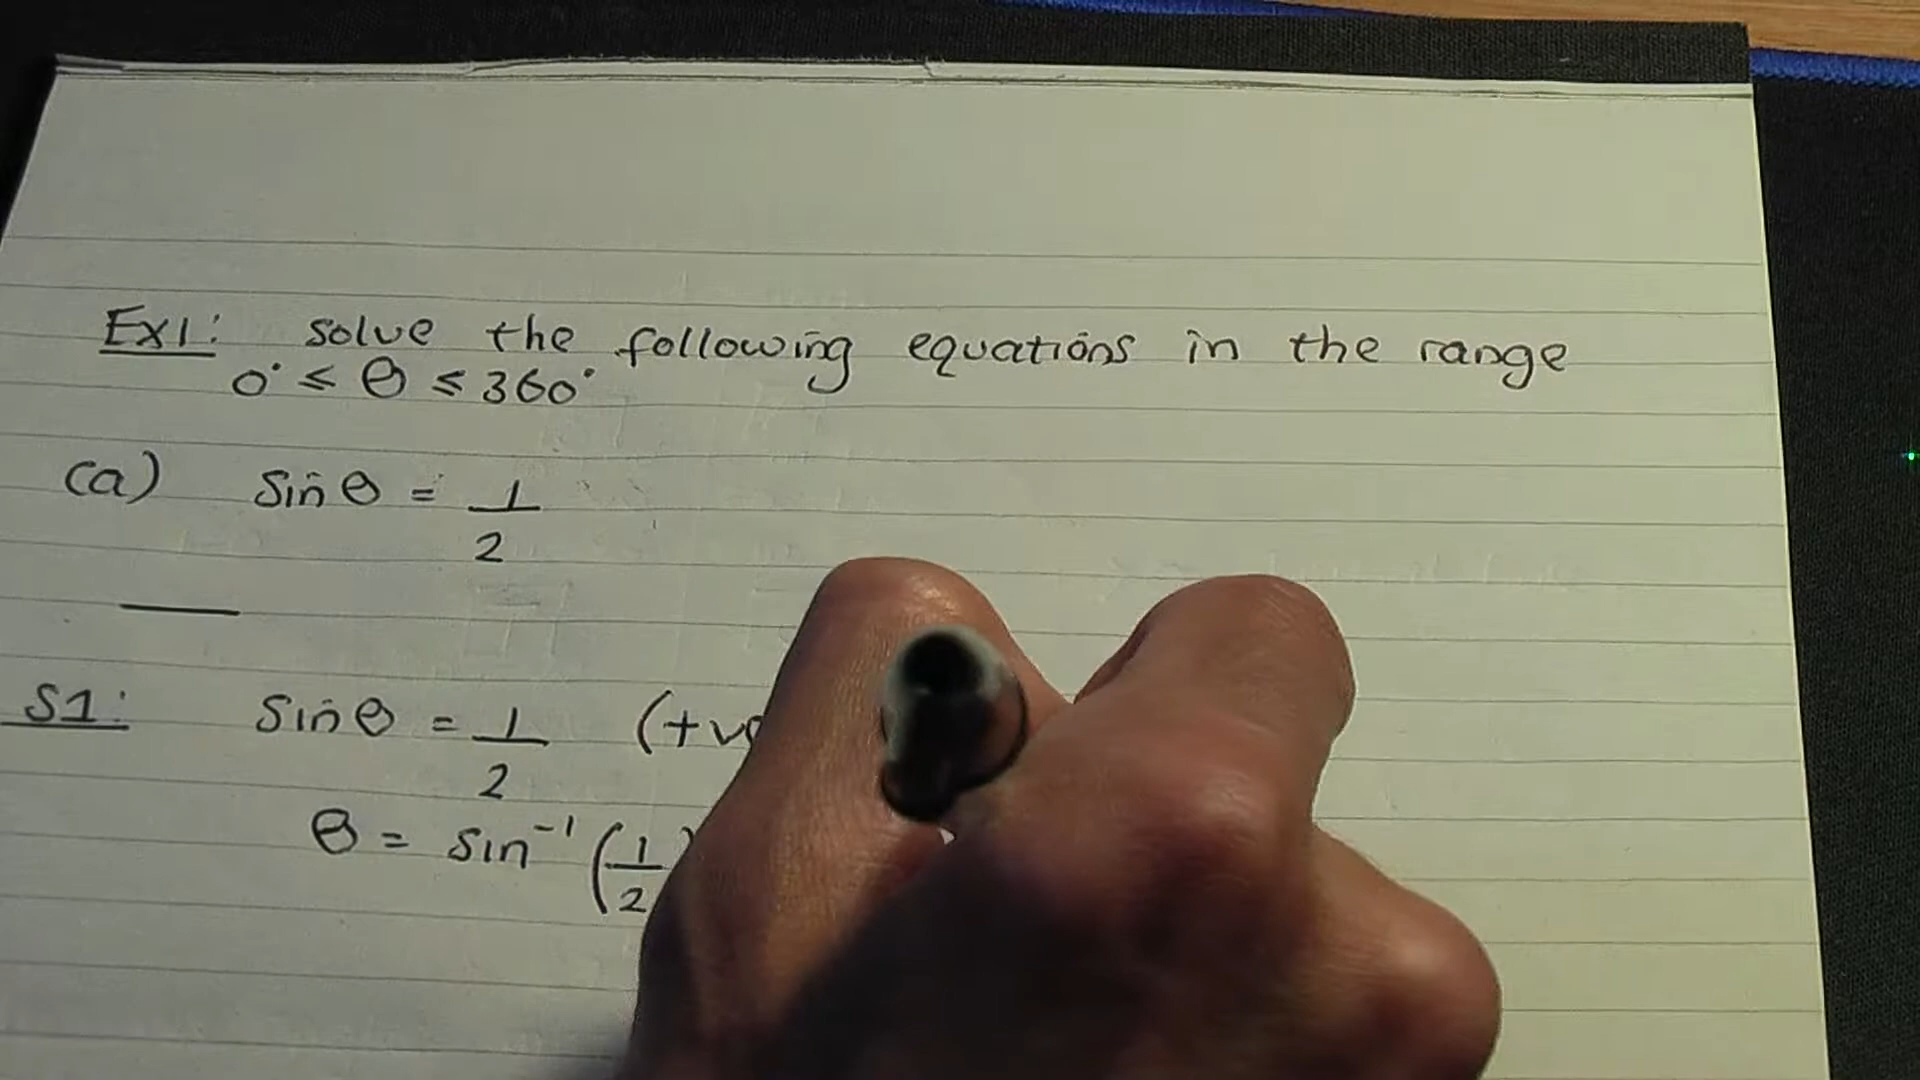 Ex1: solve the following equations in the range
0° ≤ θ ≤ 360°
(a) sin θ = 1/2
S1: sin θ = 1/2 (+ve
θ = sin⁻¹ (1/2)